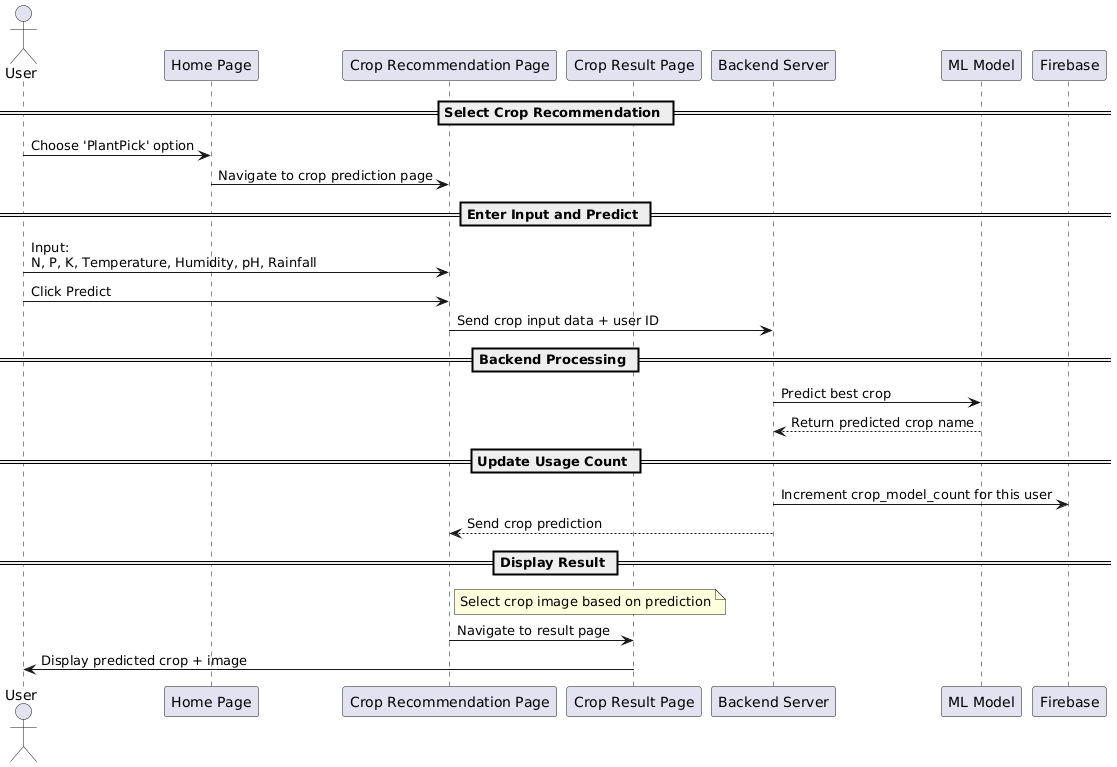 User
Home Page
Crop Recommendation Page
Crop Result Page
Backend Server
ML Model
Firebase
Select Crop Recommendation
Choose 'PlantPick' option
Navigate to crop prediction page
Enter Input and Predict
Input:
N, P, K, Temperature, Humidity, pH, Rainfall
Click Predict
Send crop input data + user ID
Backend Processing
Predict best crop
Return predicted crop name
Update Usage Count
Increment crop_model_count for this user
Send crop prediction
Display Result
Select crop image based on prediction
Navigate to result page
Display predicted crop + image
User
Home Page
Crop Recommendation Page
Crop Result Page
Backend Server
ML Model
Firebase